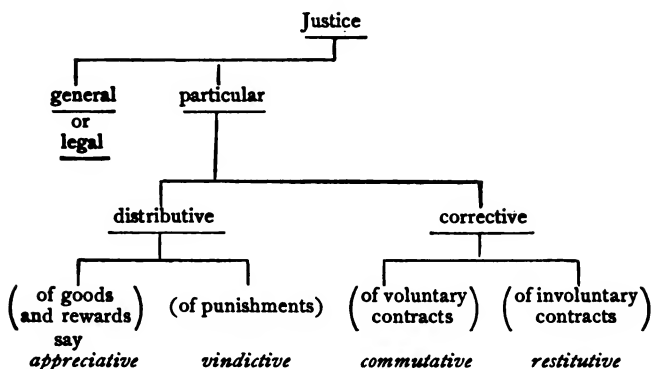 Justice
general
or
legal
particular
distributive
corrective
(of goods
and rewards)
say
appreciative
(of punishments)
vindictive
(of voluntary
contracts)
commutative
(of involuntary
contracts)
restitutive